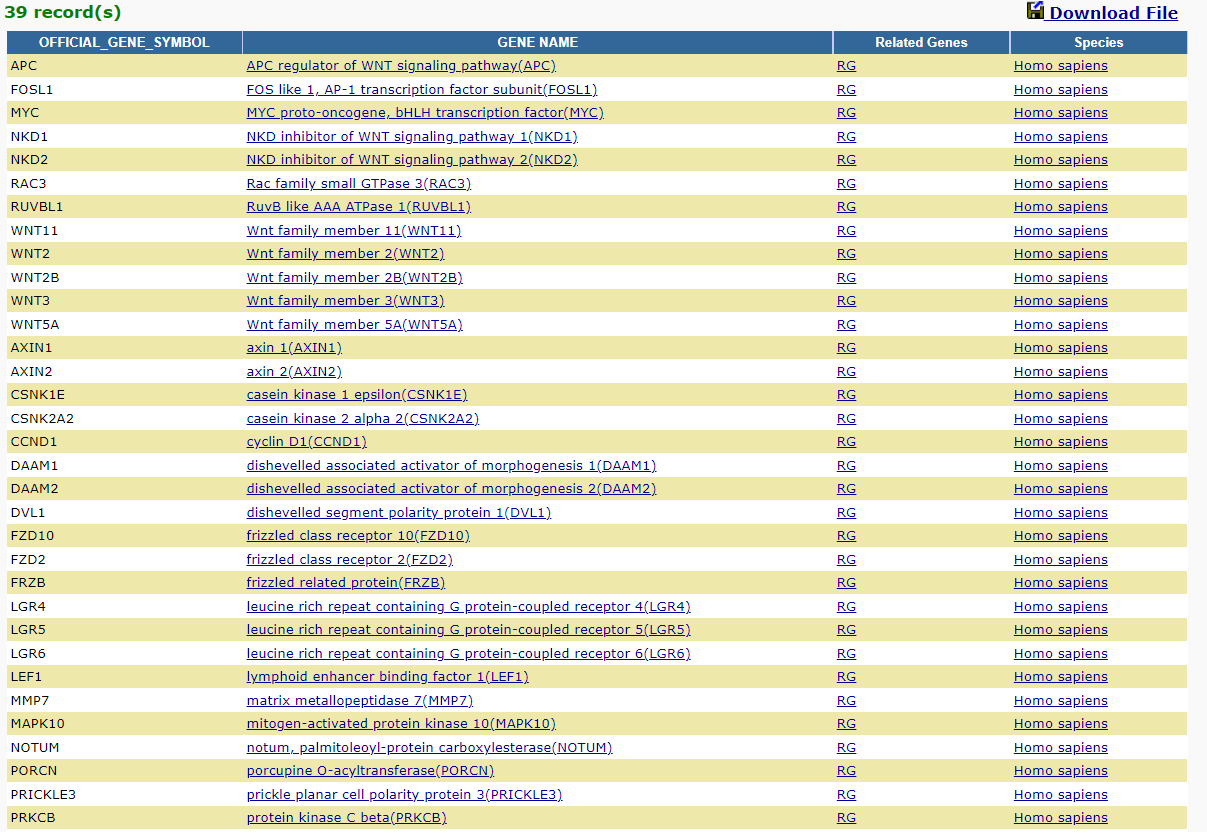 39 record(s) Download File
OFFICIAL_GENE_SYMBOL GENE NAME Related Genes Species
APC APC regulator of WNT signaling pathway(APC) RG Homo sapiens
FOSL1 FOS like 1, AP-1 transcription factor subunit(FOSL1) RG Homo sapiens
MYC MYC proto-oncogene, bHLH transcription factor(MYC) RG Homo sapiens
NKD1 NKD inhibitor of WNT signaling pathway 1(NKD1) RG Homo sapiens
NKD2 NKD inhibitor of WNT signaling pathway 2(NKD2) RG Homo sapiens
RAC3 Rac family small GTPase 3(RAC3) RG Homo sapiens
RUVBL1 RuvB like AAA ATPase 1(RUVBL1) RG Homo sapiens
WNT11 Wnt family member 11(WNT11) RG Homo sapiens
WNT2 Wnt family member 2(WNT2) RG Homo sapiens
WNT2B Wnt family member 2B(WNT2B) RG Homo sapiens
WNT3 Wnt family member 3(WNT3) RG Homo sapiens
WNT5A Wnt family member 5A(WNT5A) RG Homo sapiens
AXIN1 axin 1(AXIN1) RG Homo sapiens
AXIN2 axin 2(AXIN2) RG Homo sapiens
CSNK1E casein kinase 1 epsilon(CSNK1E) RG Homo sapiens
CSNK2A2 casein kinase 2 alpha 2(CSNK2A2) RG Homo sapiens
CCND1 cyclin D1(CCND1) RG Homo sapiens
DAAM1 dishevelled associated activator of morphogenesis 1(DAAM1) RG Homo sapiens
DAAM2 dishevelled associated activator of morphogenesis 2(DAAM2) RG Homo sapiens
DVL1 dishevelled segment polarity protein 1(DVL1) RG Homo sapiens
FZD10 frizzled class receptor 10(FZD10) RG Homo sapiens
FZD2 frizzled class receptor 2(FZD2) RG Homo sapiens
FRZB frizzled related protein(FRZB) RG Homo sapiens
LGR4 leucine rich repeat containing G protein-coupled receptor 4(LGR4) RG Homo sapiens
LGR5 leucine rich repeat containing G protein-coupled receptor 5(LGR5) RG Homo sapiens
LGR6 leucine rich repeat containing G protein-coupled receptor 6(LGR6) RG Homo sapiens
LEF1 lymphoid enhancer binding factor 1(LEF1) RG Homo sapiens
MMP7 matrix metallopeptidase 7(MMP7) RG Homo sapiens
MAPK10 mitogen-activated protein kinase 10(MAPK10) RG Homo sapiens
NOTUM notum, palmitoleoyl-protein carboxylesterase(NOTUM) RG Homo sapiens
PORCN porcupine O-acyltransferase(PORCN) RG Homo sapiens
PRICKLE3 prickle planar cell polarity protein 3(PRICKLE3) RG Homo sapiens
PRKCB protein kinase C beta(PRKCB) RG Homo sapiens